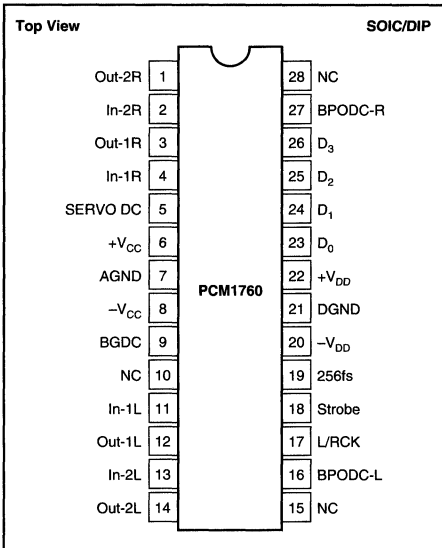 Top View SOIC/DIP
Out-2R 1 28 NC
In-2R 2 27 BPODC-R
Out-1R 3 26 D3
In-1R 4 25 D2
SERVO DC 5 24 D1
+VCC 6 23 D0
AGND 7 22 +VDD
PCM1760
–VCC 8 21 DGND
BGDC 9 20 –VDD
NC 10 19 256fs
In-1L 11 18 Strobe
Out-1L 12 17 L/RCK
In-2L 13 16 BPODC-L
Out-2L 14 15 NC